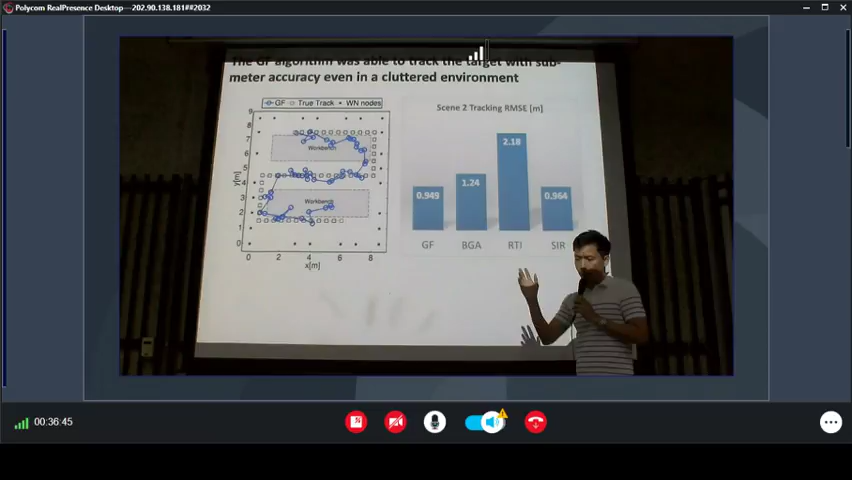 Polycom RealPresence Desktop---202.90.138.181##2032
The GF algorithm was able to track the target with sub-
meter accuracy even in a cluttered environment
GF True Track WN nodes
Scene 2 Tracking RMSE [m]
9
8
7
6
5
4
3
2
1
0
y[m]
Workbench
Workbench
0 2 4 6 8
x[m]
0.949
1.24
2.18
0.964
GF BGA RTI SIR
00:36:45